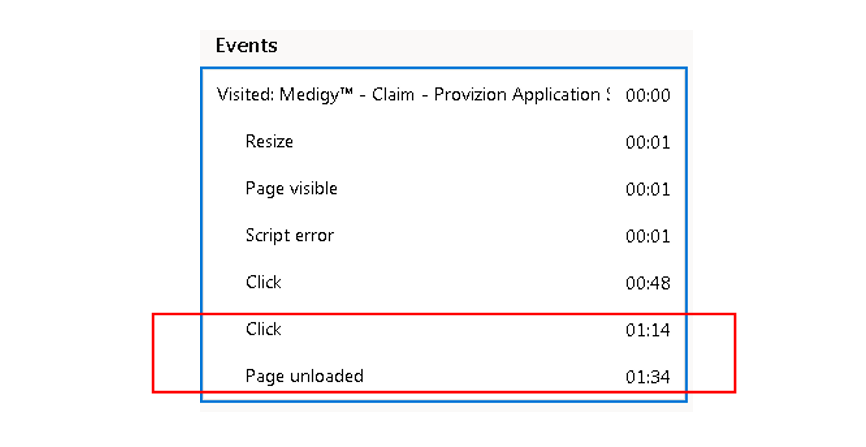 Events
Visited: Medigy™ - Claim - Provizion Application 00:00
Resize 00:01
Page visible 00:01
Script error 00:01
Click 00:48
Click 01:14
Page unloaded 01:34